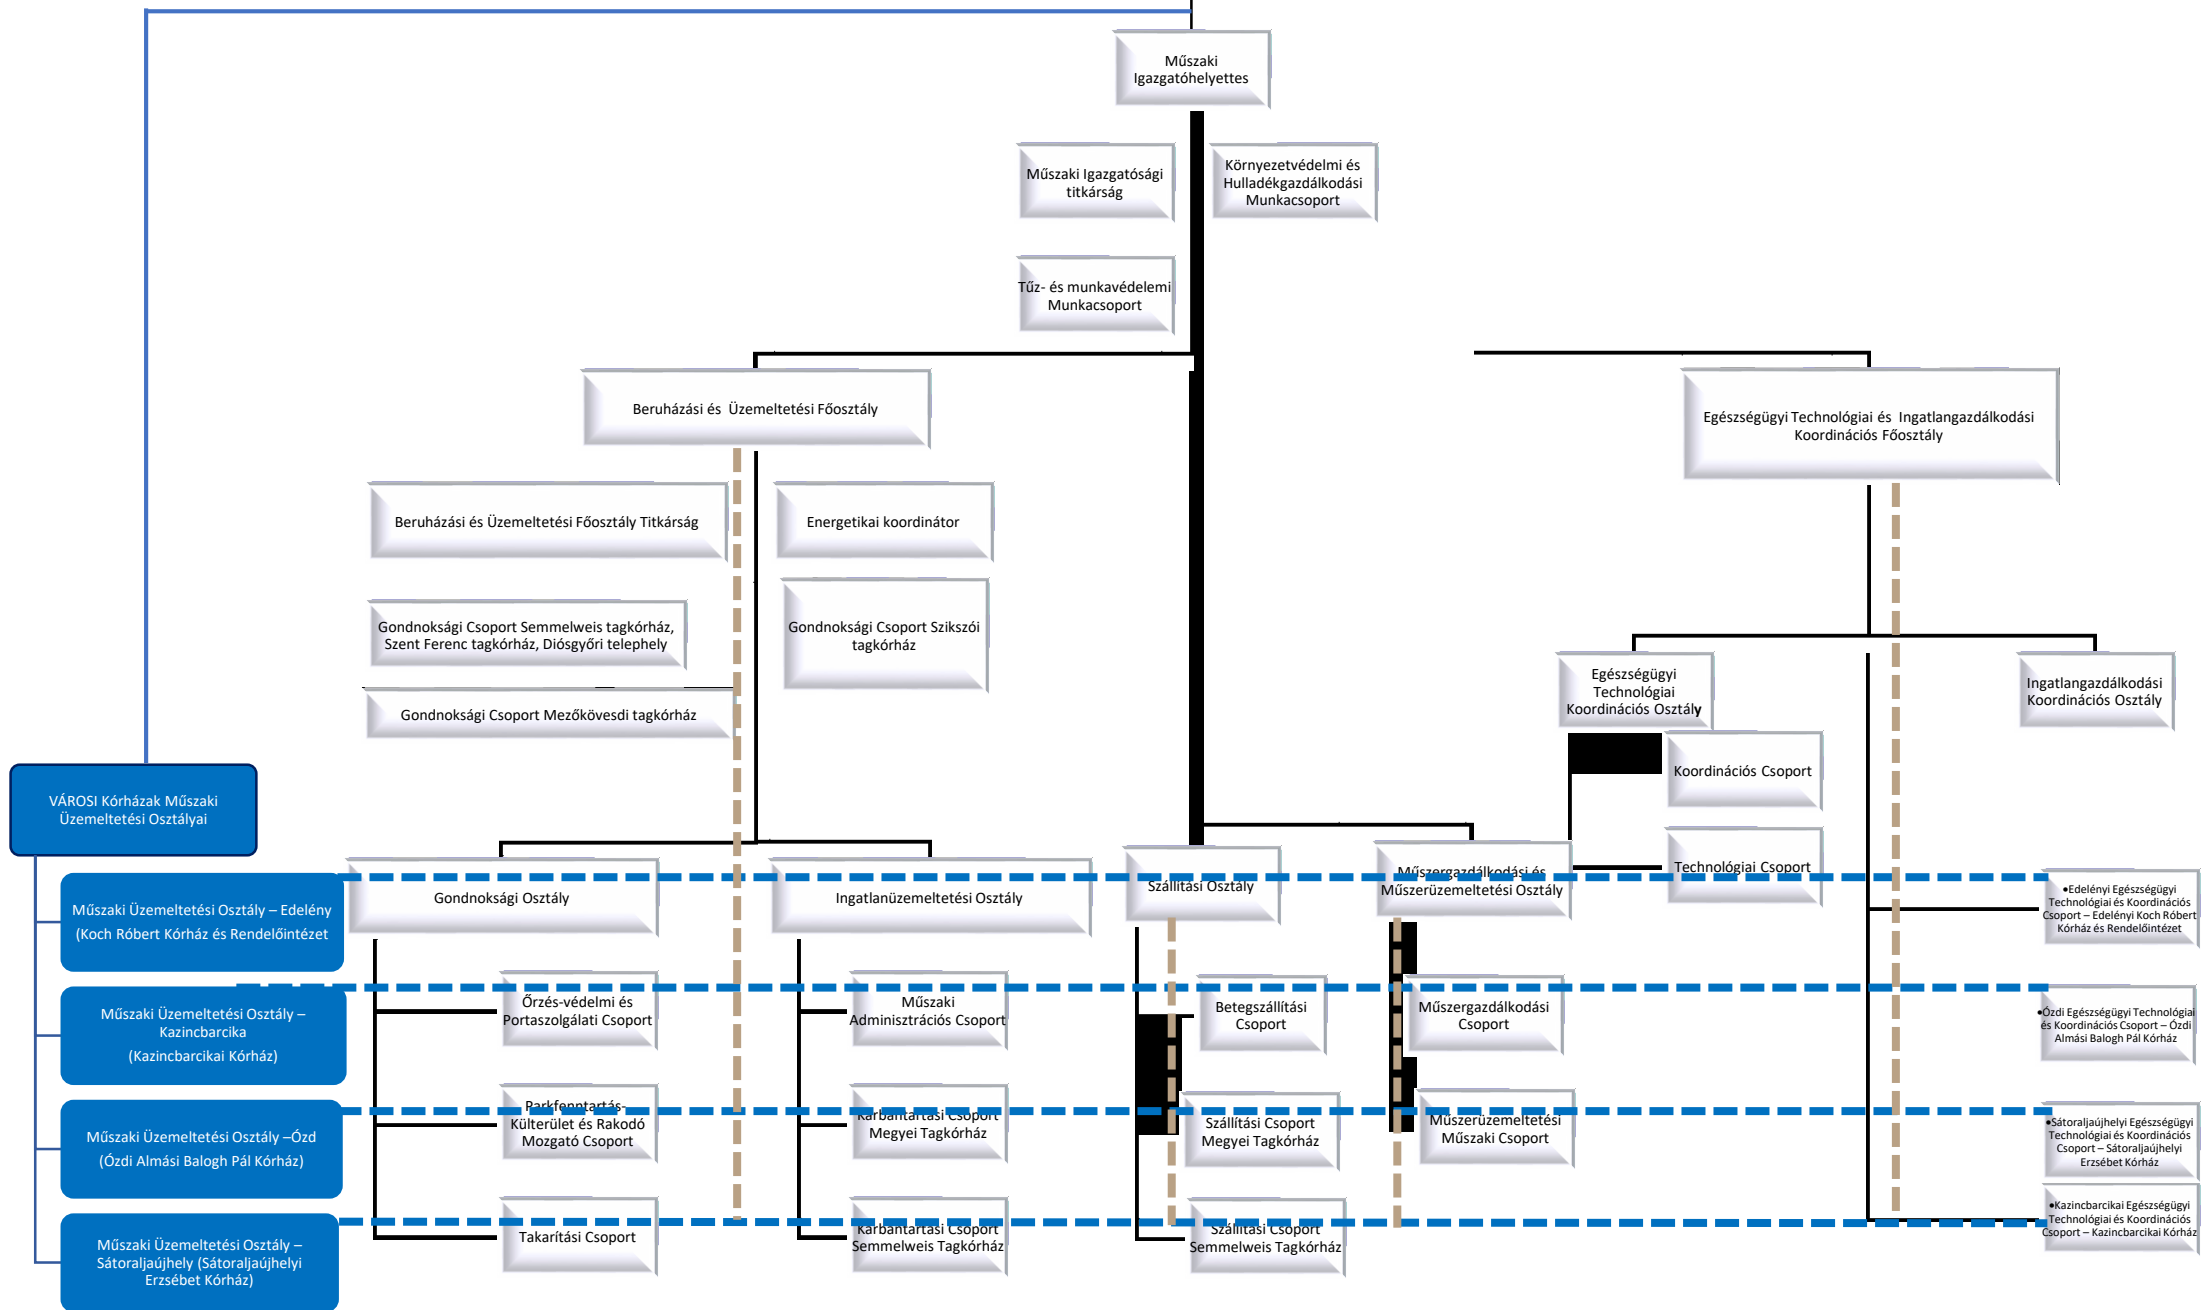 Műszaki
Igazgatóhelyettes
Műszaki Igazgatósági
titkárság
Környezetvédelmi és
Hulladékgazdálkodási
Munkacsoport
Tűz- és munkavédelemi
Munkacsoport
Beruházási és Üzemeltetési Főosztály
Egészségügyi Technológiai és Ingatlangazdálkodási
Koordinációs Főosztály
Beruházási és Üzemeltetési Főosztály Titkárság
Energetikai koordinátor
Gondnoksági Csoport Semmelweis tagkórház,
Szent Ferenc tagkórház, Diósgyőri telephely
Gondnoksági Csoport Szikszói
tagkórház
Gondnoksági Csoport Mezőkövesdi tagkórház
Egészségügyi
Technológiai
Koordinációs Osztály
Ingatlangazdálkodási
Koordinációs Osztály
Koordinációs Csoport
Technológiai Csoport
VÁROSI Kórházak Műszaki
Üzemeltetési Osztályai
Gondnoksági Osztály
Ingatlanüzemeltetési Osztály
Szállítási Osztály
Műszergazdálkodási és
Műszerüzemeltetési Osztály
Műszaki Üzemeltetési Osztály – Edelény
(Koch Róbert Kórház és Rendelőintézet
•Edelényi Egészségügyi
Technológiai és Koordinációs
Csoport – Edelényi Koch Róbert
Kórház és Rendelőintézet
Műszaki Üzemeltetési Osztály –
Kazincbarcika
(Kazincbarcikai Kórház)
Őrzés-védelmi és
Portaszolgálati Csoport
Műszaki
Adminisztrációs Csoport
Betegszállítási
Csoport
Műszergazdálkodási
Csoport
•Ózdi Egészségügyi Technológiai
és Koordinációs Csoport – Ózdi
Almási Balogh Pál Kórház
Műszaki Üzemeltetési Osztály –Ózd
(Ózdi Almási Balogh Pál Kórház)
Parkfenntartás-
Külterület és Rakodó
Mozgató Csoport
Karbantartási Csoport
Megyei Tagkórház
Szállítási Csoport
Megyei Tagkórház
Műszerüzemeltetési
Műszaki Csoport
•Sátoraljaújhelyi Egészségügyi
Technológiai és Koordinációs
Csoport – Sátoraljaújhelyi
Erzsébet Kórház
Műszaki Üzemeltetési Osztály –
Sátoraljaújhely (Sátoraljaújhelyi
Erzsébet Kórház)
Takarítási Csoport
Karbantartási Csoport
Semmelweis Tagkórház
Szállítási Csoport
Semmelweis Tagkórház
•Kazincbarcikai Egészségügyi
Technológiai és Koordinációs
Csoport – Kazincbarcikai Kórház